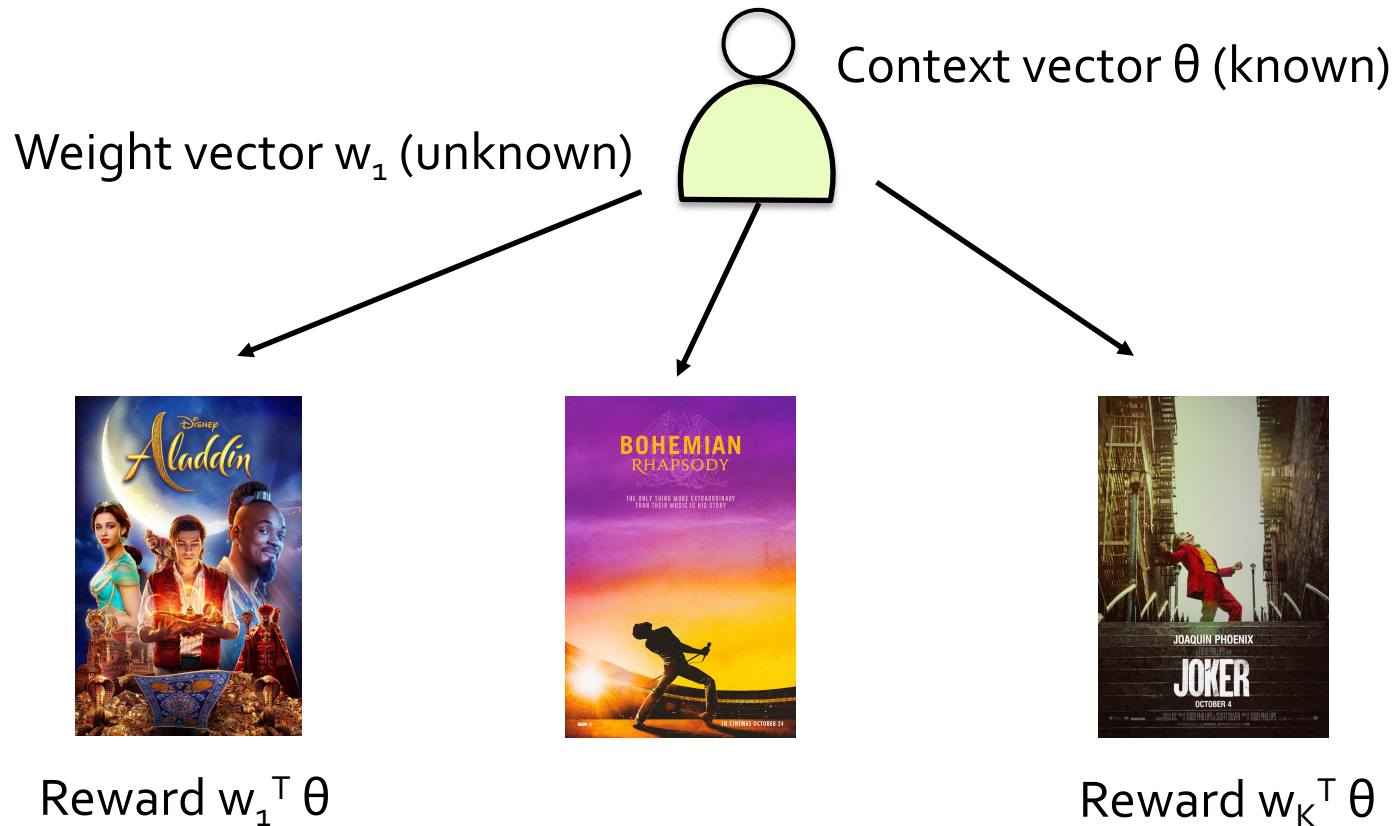 Context vector θ (known)
Weight vector w₁ (unknown)
DISNEY
Aladdin
BOHEMIAN
RHAPSODY
THE ONLY THING MORE EXTRAORDINARY
THAN THEIR MUSIC IS HIS STORY
IN CINEMAS OCTOBER 24
JOAQUIN PHOENIX
JOKER
OCTOBER 4
Reward w₁ᵀ θ
Reward w_Kᵀ θ